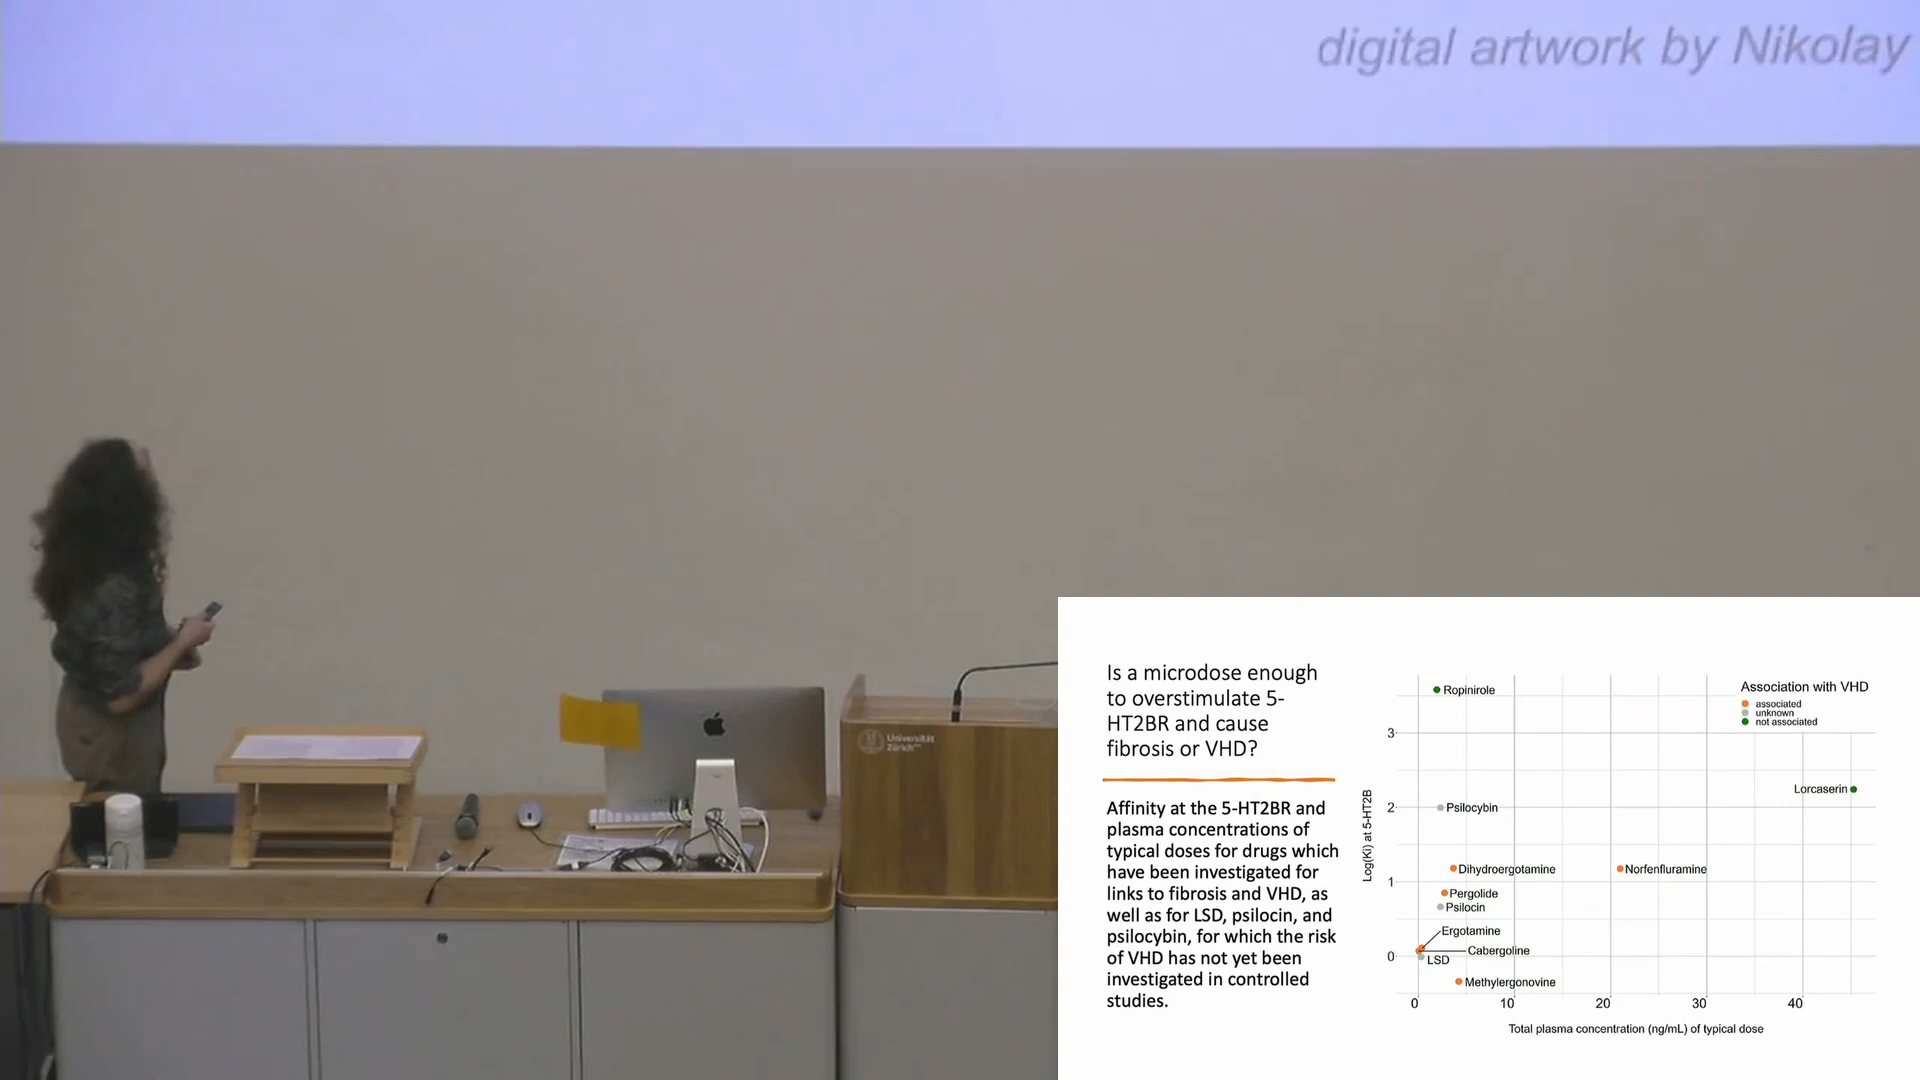 digital artwork by Nikolay
Universität
Zürich
Is a microdose enough
to overstimulate 5-
HT2BR and cause
fibrosis or VHD?
Affinity at the 5-HT2BR and
plasma concentrations of
typical doses for drugs which
have been investigated for
links to fibrosis and VHD, as
well as for LSD, psilocin, and
psilocybin, for which the risk
of VHD has not yet been
investigated in controlled
studies.
Association with VHD
associated
unknown
not associated
Log(Ki) at 5-HT2B
3
2
1
0
Ropinirole
Lorcaserin
Psilocybin
Dihydroergotamine
Norfenfluramine
Pergolide
Psilocin
Ergotamine
Cabergoline
LSD
Methylergonovine
0 10 20 30 40
Total plasma concentration (ng/mL) of typical dose